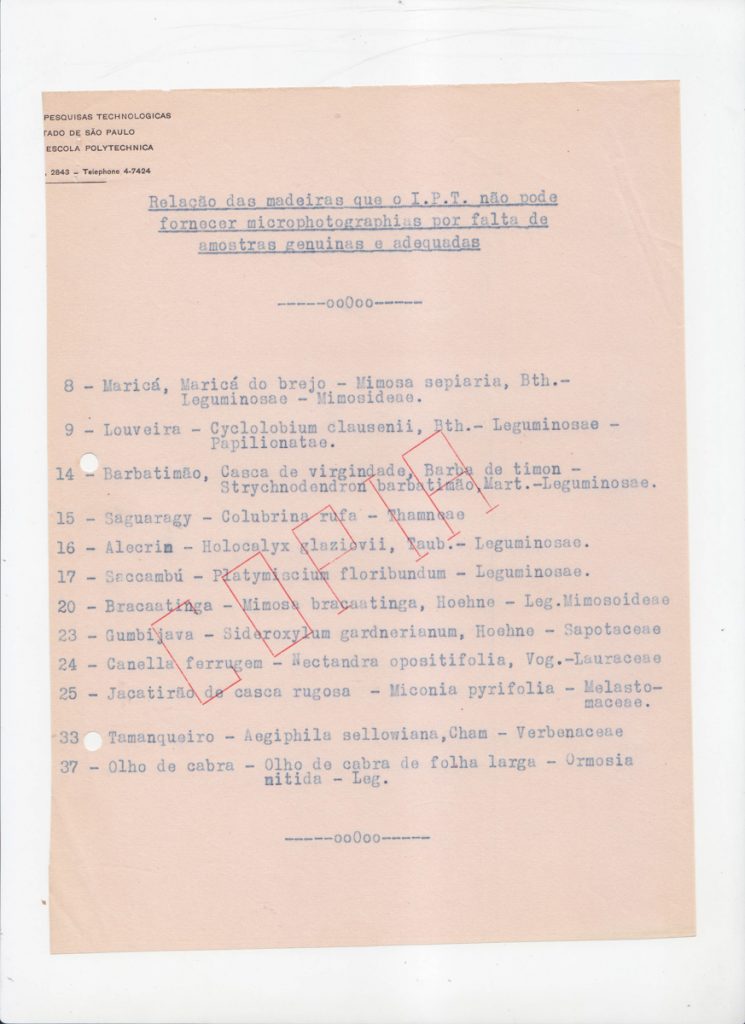 PESQUISAS TECHNOLOGICAS
TADO DE SÃO PAULO
ESCOLA POLYTECHNICA
, 2843 – Telephone 4-7424
Relação das madeiras que o I.P.T. não pode
fornecer microphotographias por falta de
amostras genuinas e adequadas
-----oo0oo-----
8 - Maricá, Maricá do brejo - Mimosa sepiaria, Bth.-
Leguminosae - Mimosideae.
9 - Louveira - Cyclolobium clausenii, Bth.- Leguminosae -
Papilionatae.
14 - Barbatimão, Casca de virgindade, Barba de timon -
Strychnodendron barbatimão,Mart.-Leguminosae.
15 - Saguaragy - Colubrina rufa - Thamneae
16 - Alecrin - Holocalyx glaziovii, Taub.- Leguminosae.
17 - Saccambú - Platymiscium floribundum - Leguminosae.
20 - Bracaatinga - Mimosa bracaatinga, Hoehne - Leg.Mimosoideae
23 - Gumbijava - Sideroxylum gardnerianum, Hoehne - Sapotaceae
24 - Canella ferrugem - Nectandra opositifolia, Vog.-Lauraceae
25 - Jacatirão de casca rugosa - Miconia pyrifolia - Melasto-
maceae.
33 - Tamanqueiro - Aegiphila sellowiana,Cham - Verbenaceae
37 - Olho de cabra - Olho de cabra de folha larga - Ormosia
nitida - Leg.
-----oo0oo-----
COPIA